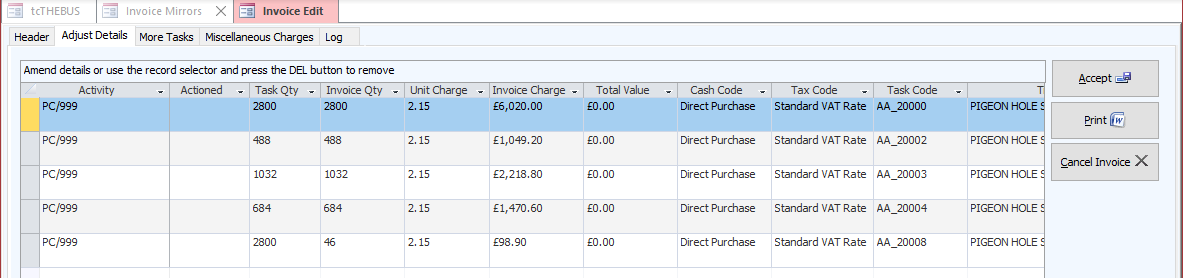 tcTHEBUS Invoice Mirrors Invoice Edit
Header Adjust Details More Tasks Miscellaneous Charges Log
Amend details or use the record selector and press the DEL button to remove
Accept
Activity Actioned Task Qty Invoice Qty Unit Charge Invoice Charge Total Value Cash Code Tax Code Task Code
PC/999 2800 2800 2.15 £6,020.00 £0.00 Direct Purchase Standard VAT Rate AA_20000 PIGEON HOLE S
Print
PC/999 488 488 2.15 £1,049.20 £0.00 Direct Purchase Standard VAT Rate AA_20002 PIGEON HOLE S
Cancel Invoice
PC/999 1032 1032 2.15 £2,218.80 £0.00 Direct Purchase Standard VAT Rate AA_20003 PIGEON HOLE S
PC/999 684 684 2.15 £1,470.60 £0.00 Direct Purchase Standard VAT Rate AA_20004 PIGEON HOLE S
PC/999 2800 46 2.15 £98.90 £0.00 Direct Purchase Standard VAT Rate AA_20008 PIGEON HOLE S